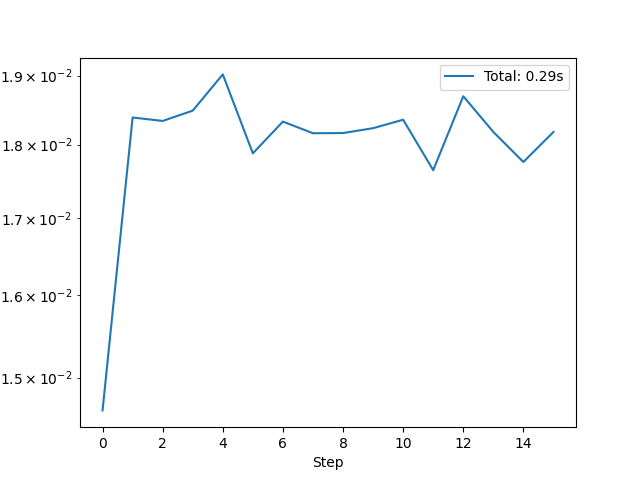 Total: 0.29s
1.9 × 10⁻²
1.8 × 10⁻²
1.7 × 10⁻²
1.6 × 10⁻²
1.5 × 10⁻²
0 2 4 6 8 10 12 14
Step